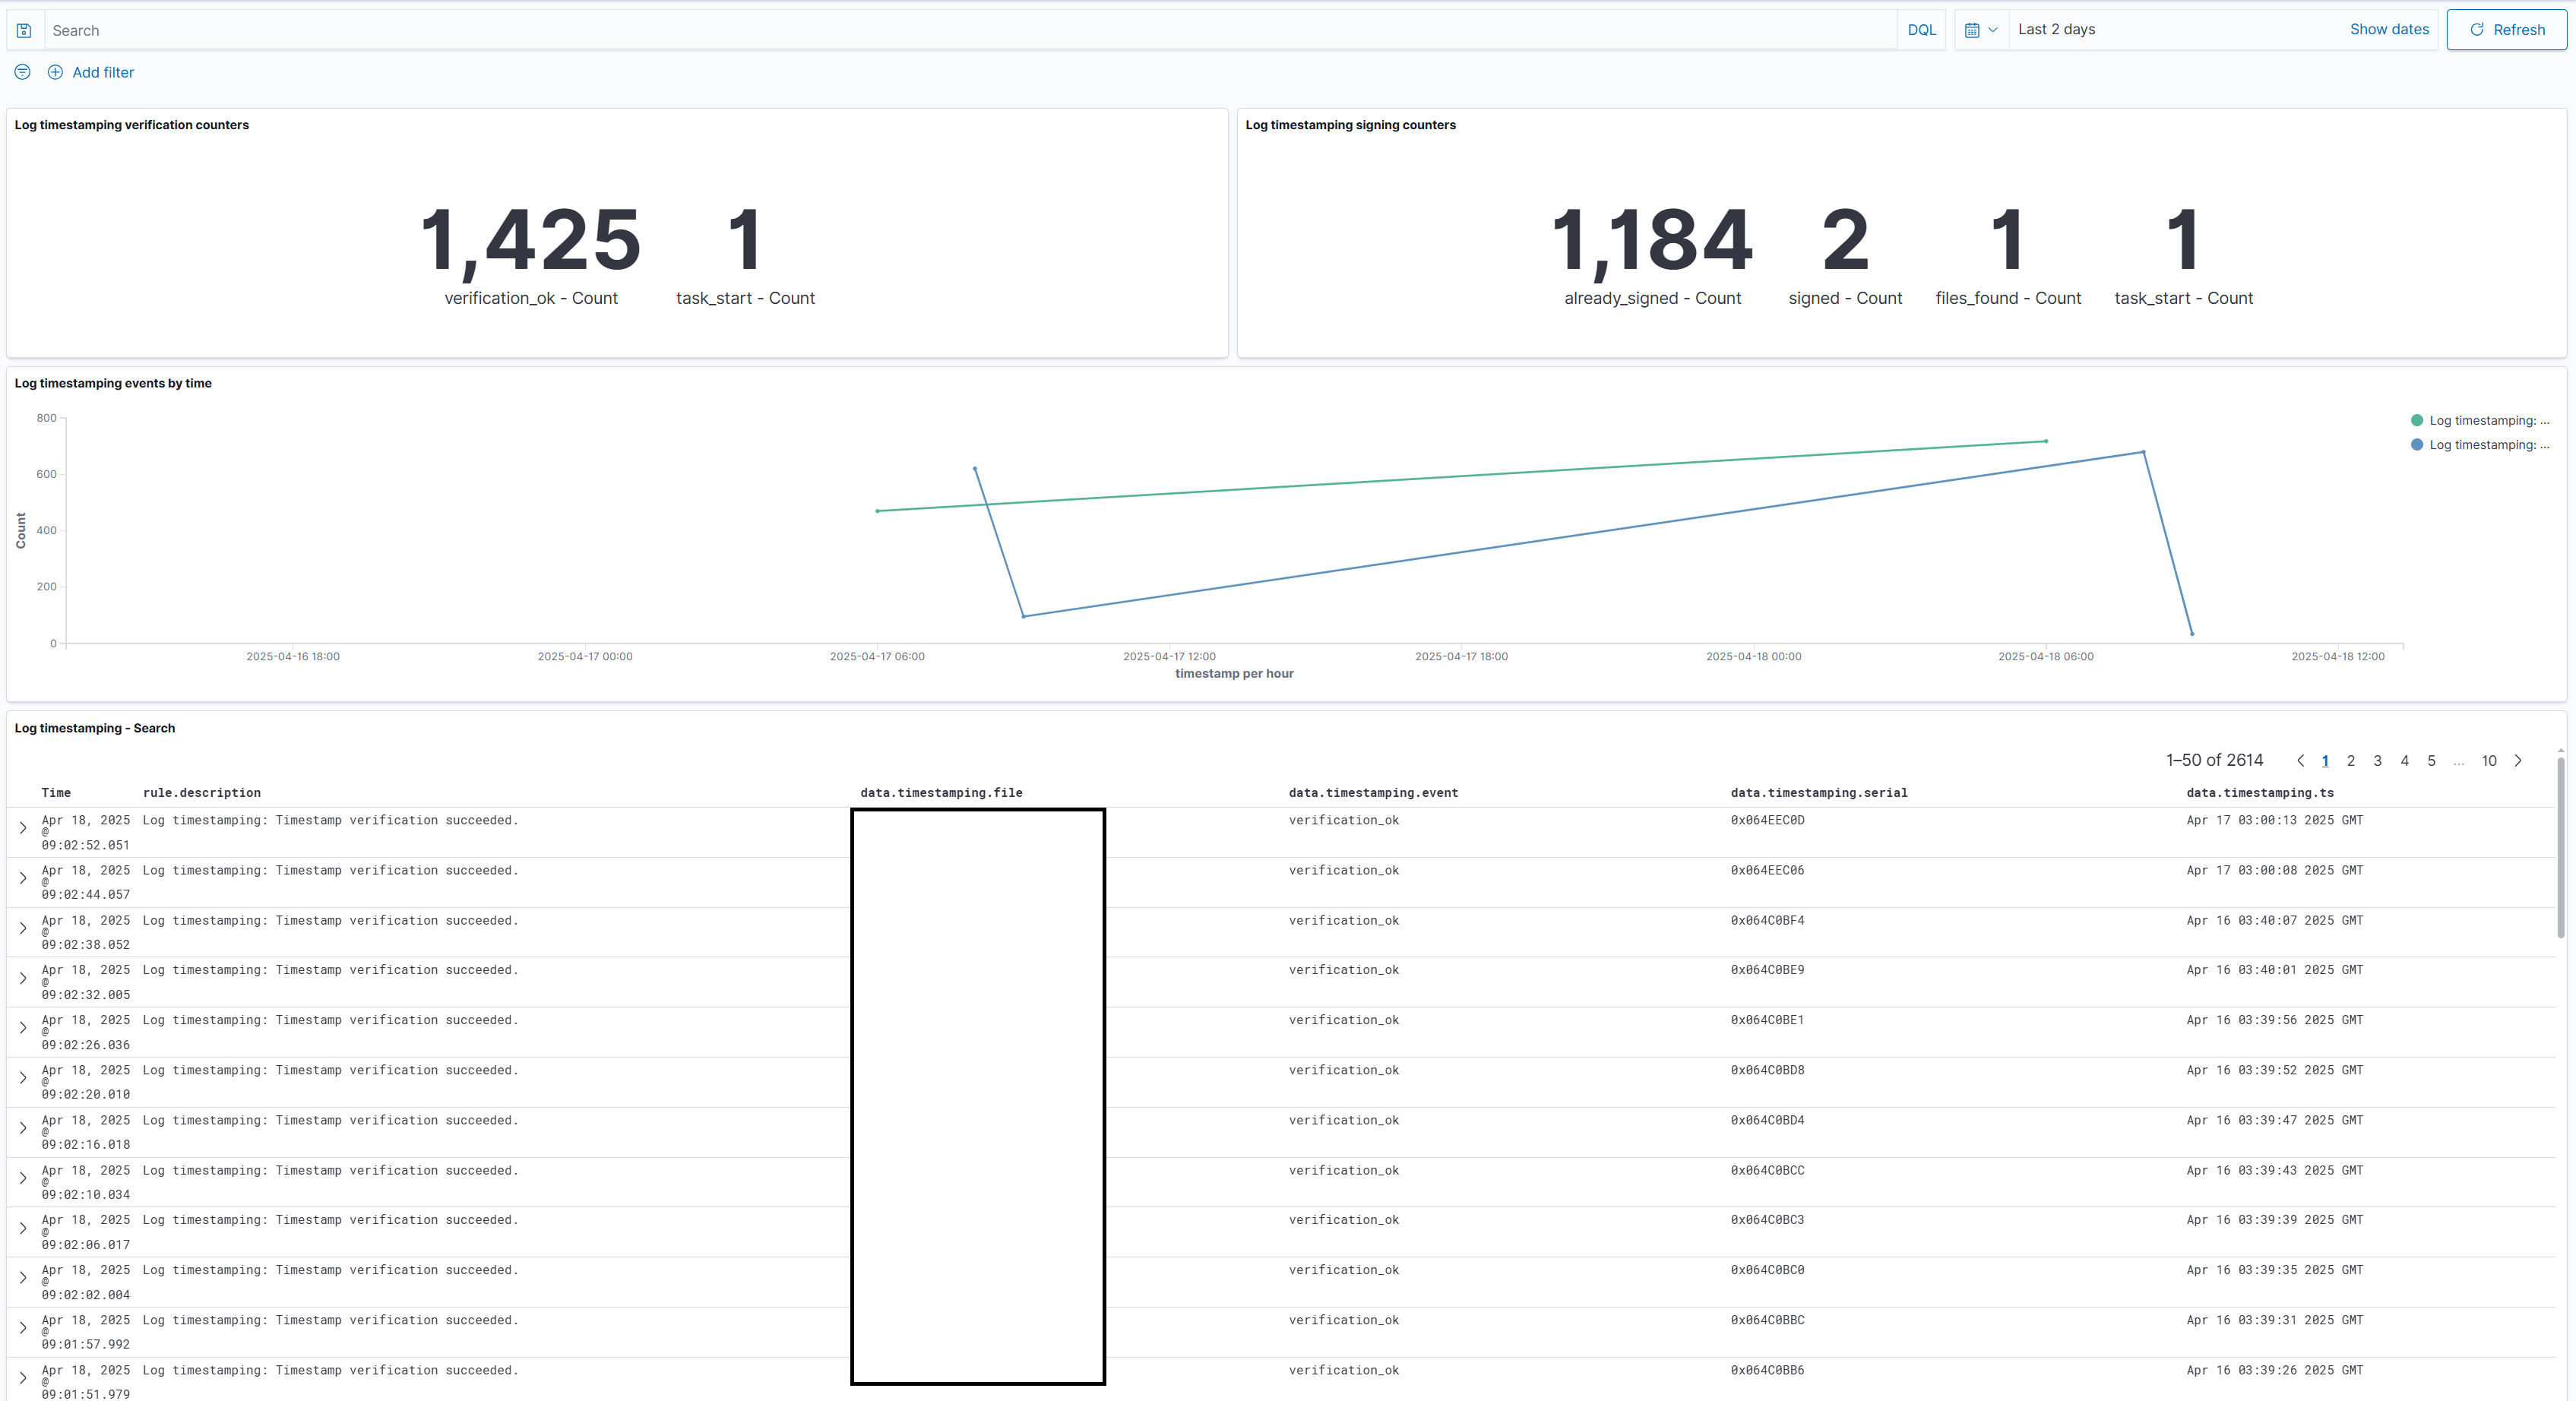 Search DQL Last 2 days Show dates Refresh
Add filter
Log timestamping verification counters
1,425 1
verification_ok - Count task_start - Count
Log timestamping signing counters
1,184 2 1 1
already_signed - Count signed - Count files_found - Count task_start - Count
Log timestamping events by time
800
600
400
200
0
Count
2025-04-16 18:00 2025-04-17 00:00 2025-04-17 06:00 2025-04-17 12:00 2025-04-17 18:00 2025-04-18 00:00 2025-04-18 06:00 2025-04-18 12:00
timestamp per hour
Log timestamping: ...
Log timestamping: ...
Log timestamping - Search
1–50 of 2614 1 2 3 4 5 ... 10
Time rule.description data.timestamping.file data.timestamping.event data.timestamping.serial data.timestamping.ts
Apr 18, 2025 Log timestamping: Timestamp verification succeeded. verification_ok 0x064EEC0D Apr 17 03:00:13 2025 GMT
@
09:02:52.051
Apr 18, 2025 Log timestamping: Timestamp verification succeeded. verification_ok 0x064EEC06 Apr 17 03:00:08 2025 GMT
@
09:02:44.057
Apr 18, 2025 Log timestamping: Timestamp verification succeeded. verification_ok 0x064C0BF4 Apr 16 03:40:07 2025 GMT
@
09:02:38.052
Apr 18, 2025 Log timestamping: Timestamp verification succeeded. verification_ok 0x064C0BE9 Apr 16 03:40:01 2025 GMT
@
09:02:32.005
Apr 18, 2025 Log timestamping: Timestamp verification succeeded. verification_ok 0x064C0BE1 Apr 16 03:39:56 2025 GMT
@
09:02:26.036
Apr 18, 2025 Log timestamping: Timestamp verification succeeded. verification_ok 0x064C0BD8 Apr 16 03:39:52 2025 GMT
@
09:02:20.010
Apr 18, 2025 Log timestamping: Timestamp verification succeeded. verification_ok 0x064C0BD4 Apr 16 03:39:47 2025 GMT
@
09:02:16.018
Apr 18, 2025 Log timestamping: Timestamp verification succeeded. verification_ok 0x064C0BCC Apr 16 03:39:43 2025 GMT
@
09:02:10.034
Apr 18, 2025 Log timestamping: Timestamp verification succeeded. verification_ok 0x064C0BC3 Apr 16 03:39:39 2025 GMT
@
09:02:06.017
Apr 18, 2025 Log timestamping: Timestamp verification succeeded. verification_ok 0x064C0BC0 Apr 16 03:39:35 2025 GMT
@
09:02:02.004
Apr 18, 2025 Log timestamping: Timestamp verification succeeded. verification_ok 0x064C0BBC Apr 16 03:39:31 2025 GMT
@
09:01:57.992
Apr 18, 2025 Log timestamping: Timestamp verification succeeded. verification_ok 0x064C0BB6 Apr 16 03:39:26 2025 GMT
@
09:01:51.979